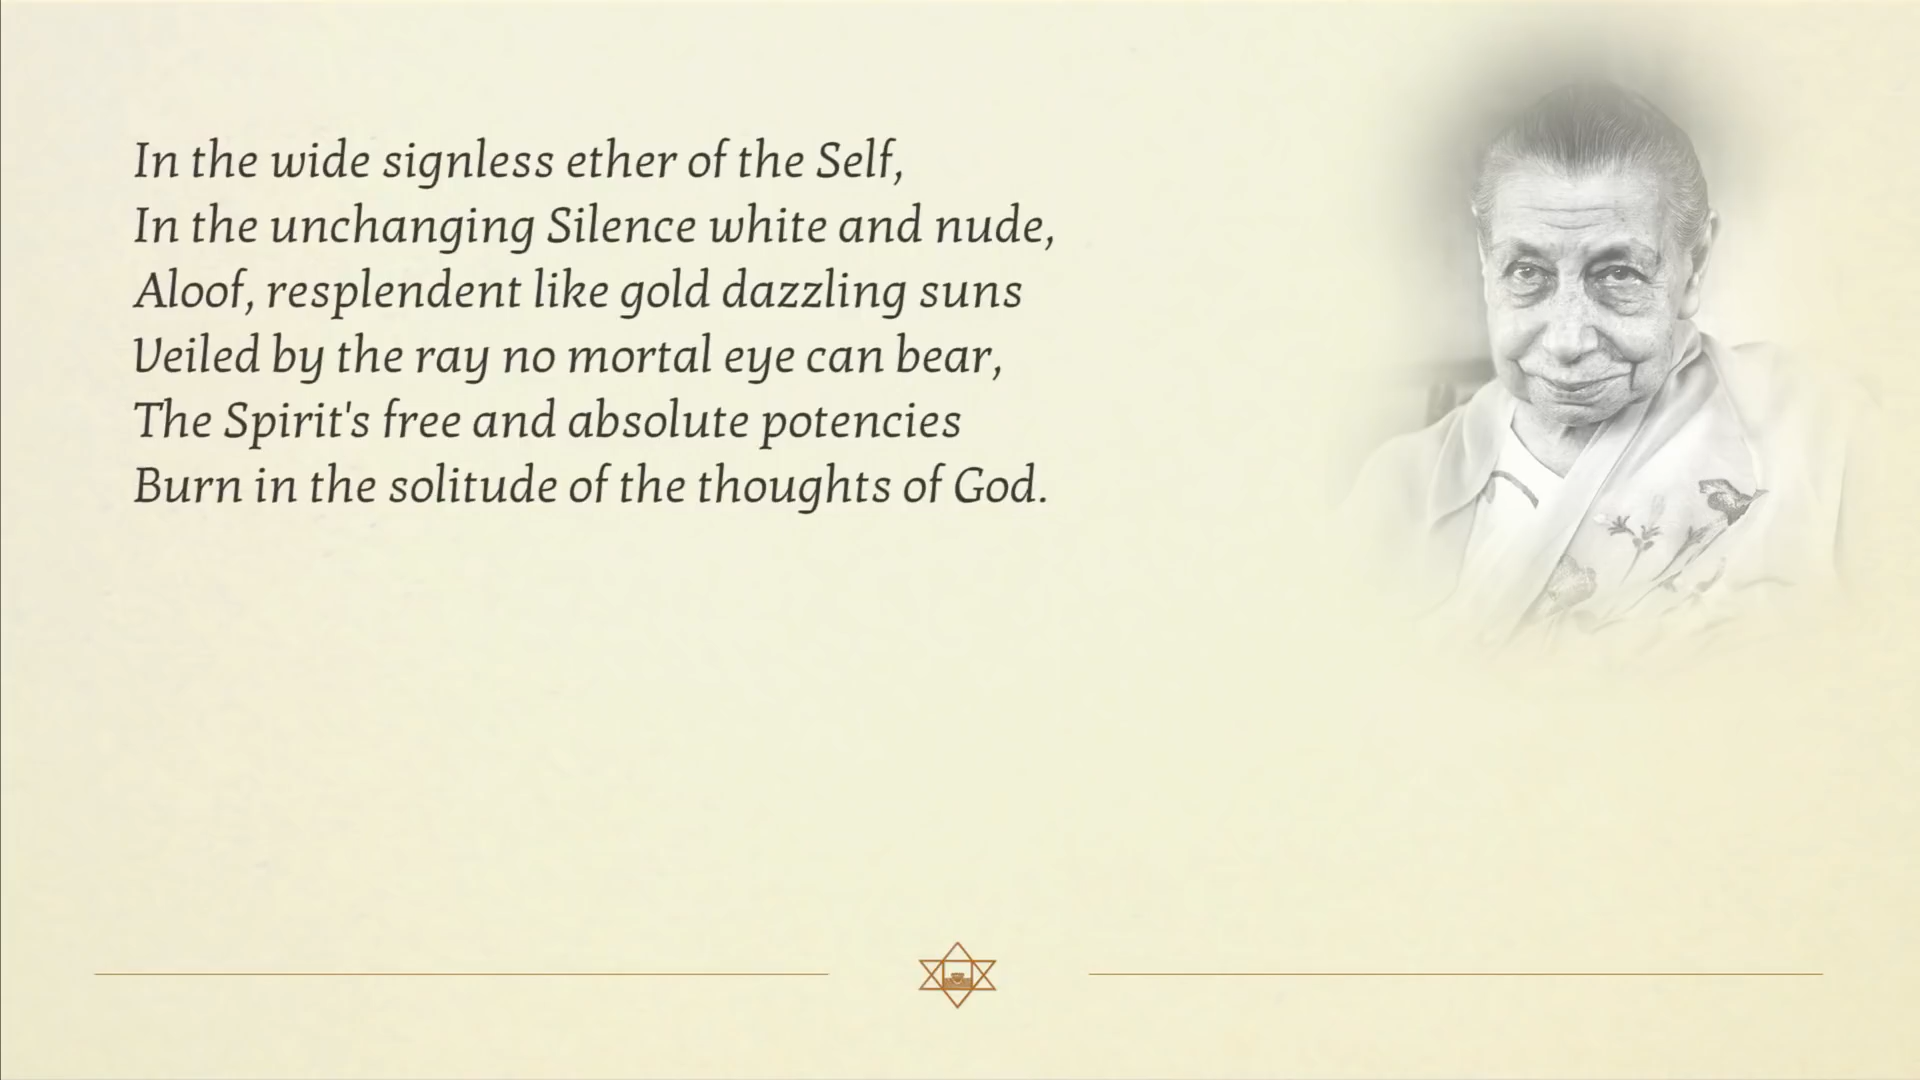 In the wide signless ether of the Self,
In the unchanging Silence white and nude,
Aloof, resplendent like gold dazzling suns
Veiled by the ray no mortal eye can bear,
The Spirit's free and absolute potencies
Burn in the solitude of the thoughts of God.